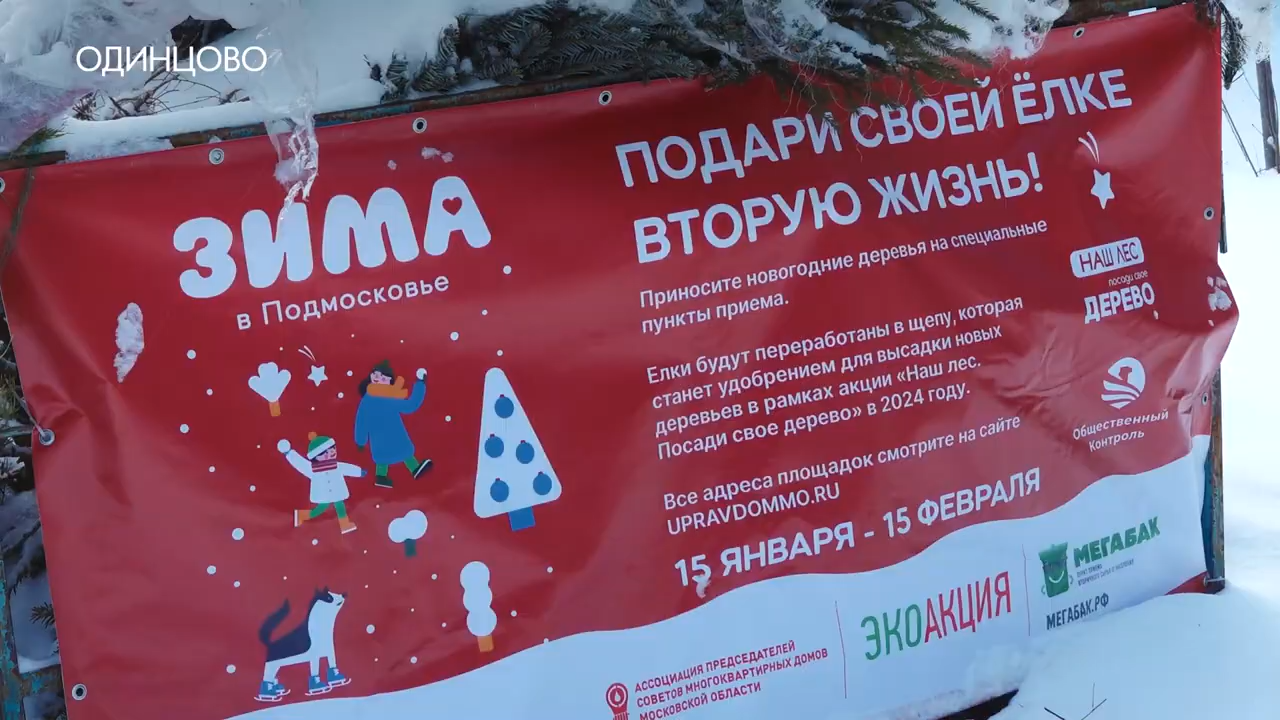 ОДИНЦОВО
ЗИМА
в Подмосковье
ПОДАРИ СВОЕЙ ЁЛКЕ
ВТОРУЮ ЖИЗНЬ!
Приносите новогодние деревья на специальные
пункты приема.
Елки будут переработаны в щепу, которая
станет удобрением для высадки новых
деревьев в рамках акции «Наш лес.
Посади свое дерево» в 2024 году.
Все адреса площадок смотрите на сайте
UPRAVDOMMO.RU
15 ЯНВАРЯ - 15 ФЕВРАЛЯ
НАШ ЛЕС
посади свое
ДЕРЕВО
Общественный
Контроль
АССОЦИАЦИЯ ПРЕДСЕДАТЕЛЕЙ
СОВЕТОВ МНОГОКВАРТИРНЫХ ДОМОВ
МОСКОВСКОЙ ОБЛАСТИ
ЭКОАКЦИЯ
МЕГАБАК
МЕГАБАК.РФ